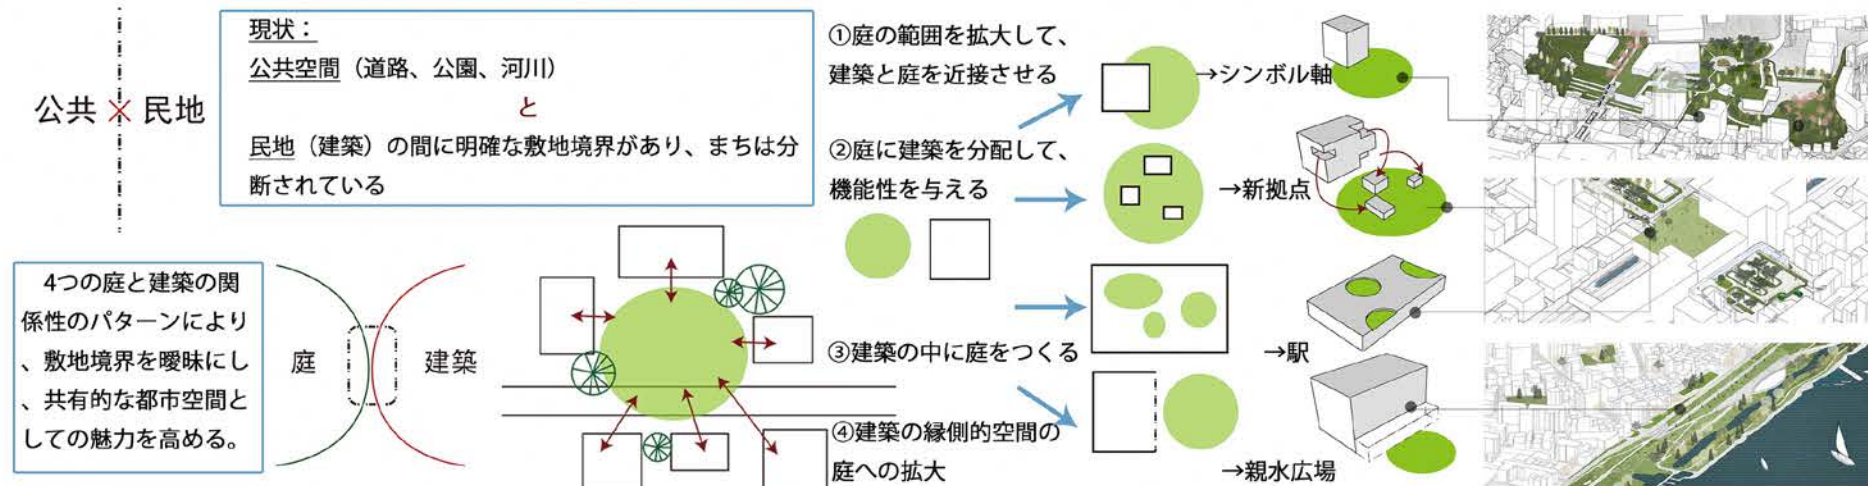 公共 × 民地
現状：
公共空間（道路、公園、河川）
と
民地（建築）の間に明確な敷地境界があり、まちは分
断されている
4つの庭と建築の関
係性のパターンにより
、敷地境界を曖昧にし
、共有的な都市空間と
しての魅力を高める。
庭
建築
①庭の範囲を拡大して、
建築と庭を近接させる
→シンボル軸
②庭に建築を分配して、
機能性を与える
→新拠点
③建築の中に庭をつくる
→駅
④建築の縁側的空間の
庭への拡大
→親水広場